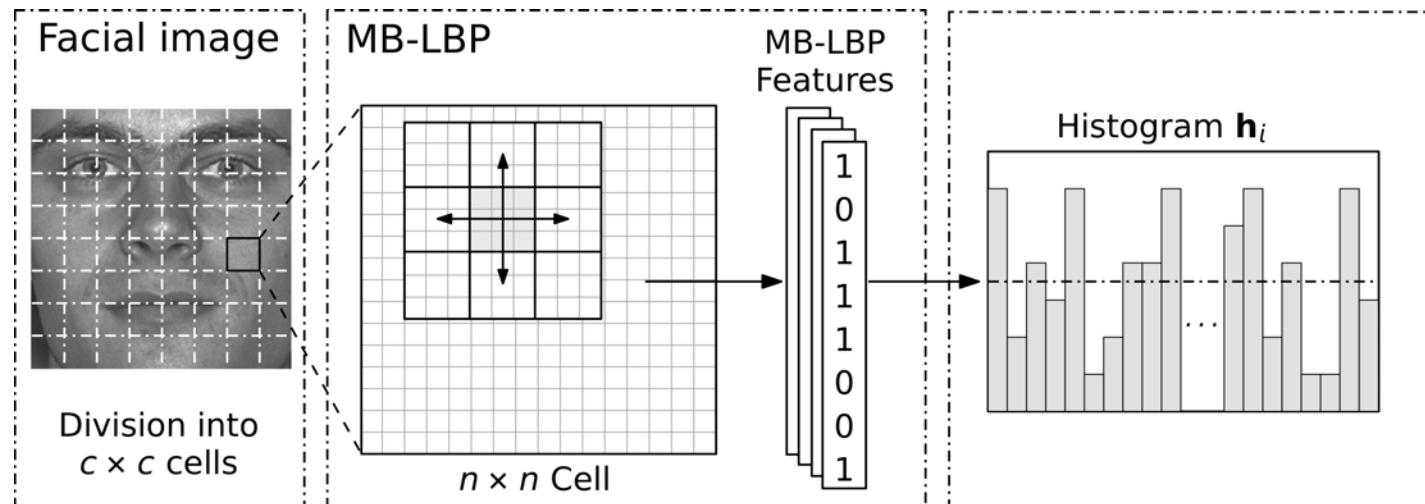 Facial image
Division into
c × c cells
MB-LBP
n × n Cell
MB-LBP
Features
1
0
1
1
1
0
0
1
Histogram hᵢ
...